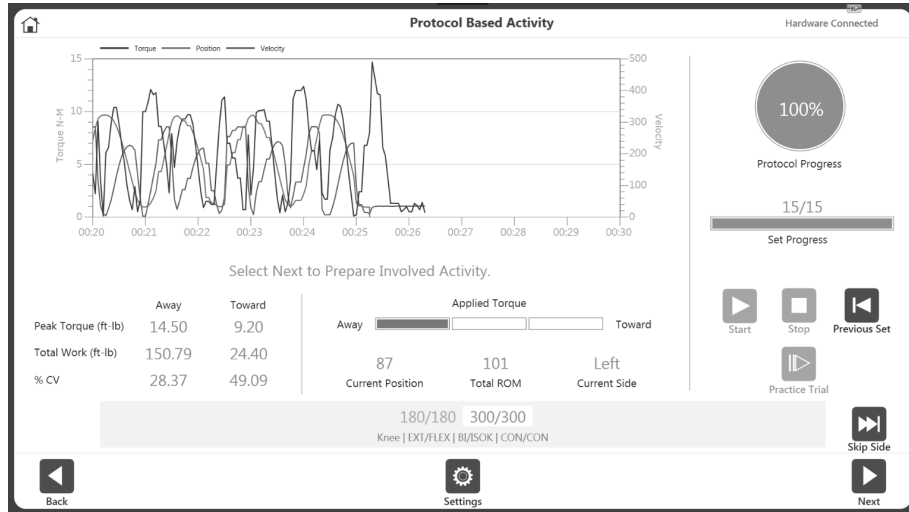 Protocol Based Activity
Hardware Connected
Torque Position Velocity
15
10
5
0
Torque N-M
500
400
300
200
100
0
Velocity
00:20 00:21 00:22 00:23 00:24 00:25 00:26 00:27 00:28 00:29 00:30
100%
Protocol Progress
15/15
Set Progress
Select Next to Prepare Involved Activity.
Away Toward
Peak Torque (ft-lb) 14.50 9.20
Total Work (ft-lb) 150.79 24.40
% CV 28.37 49.09
Applied Torque
Away Toward
87 101 Left
Current Position Total ROM Current Side
Start Stop Previous Set
Practice Trial
180/180 300/300
Knee | EXT/FLEX | BI/ISOK | CON/CON
Skip Side
Back Settings Next